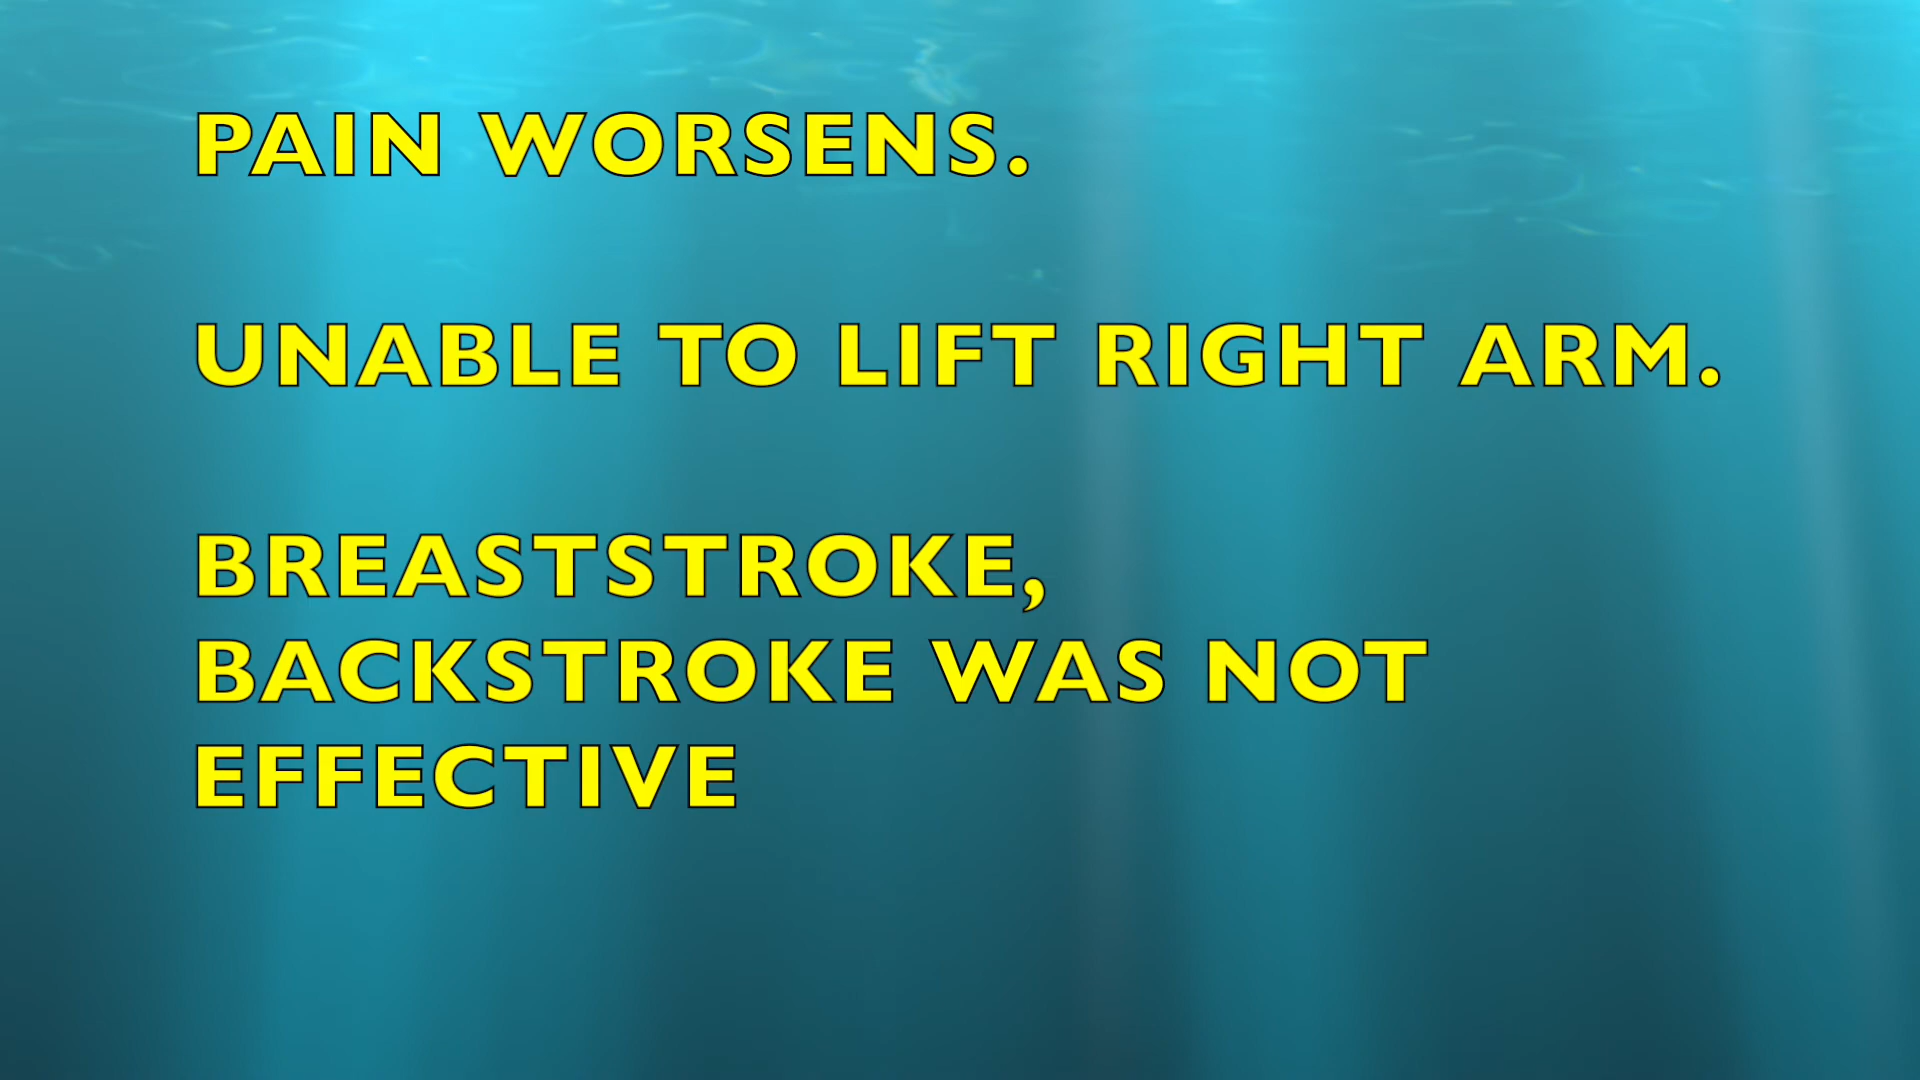 PAIN WORSENS.
UNABLE TO LIFT RIGHT ARM.
BREASTSTROKE,
BACKSTROKE WAS NOT
EFFECTIVE